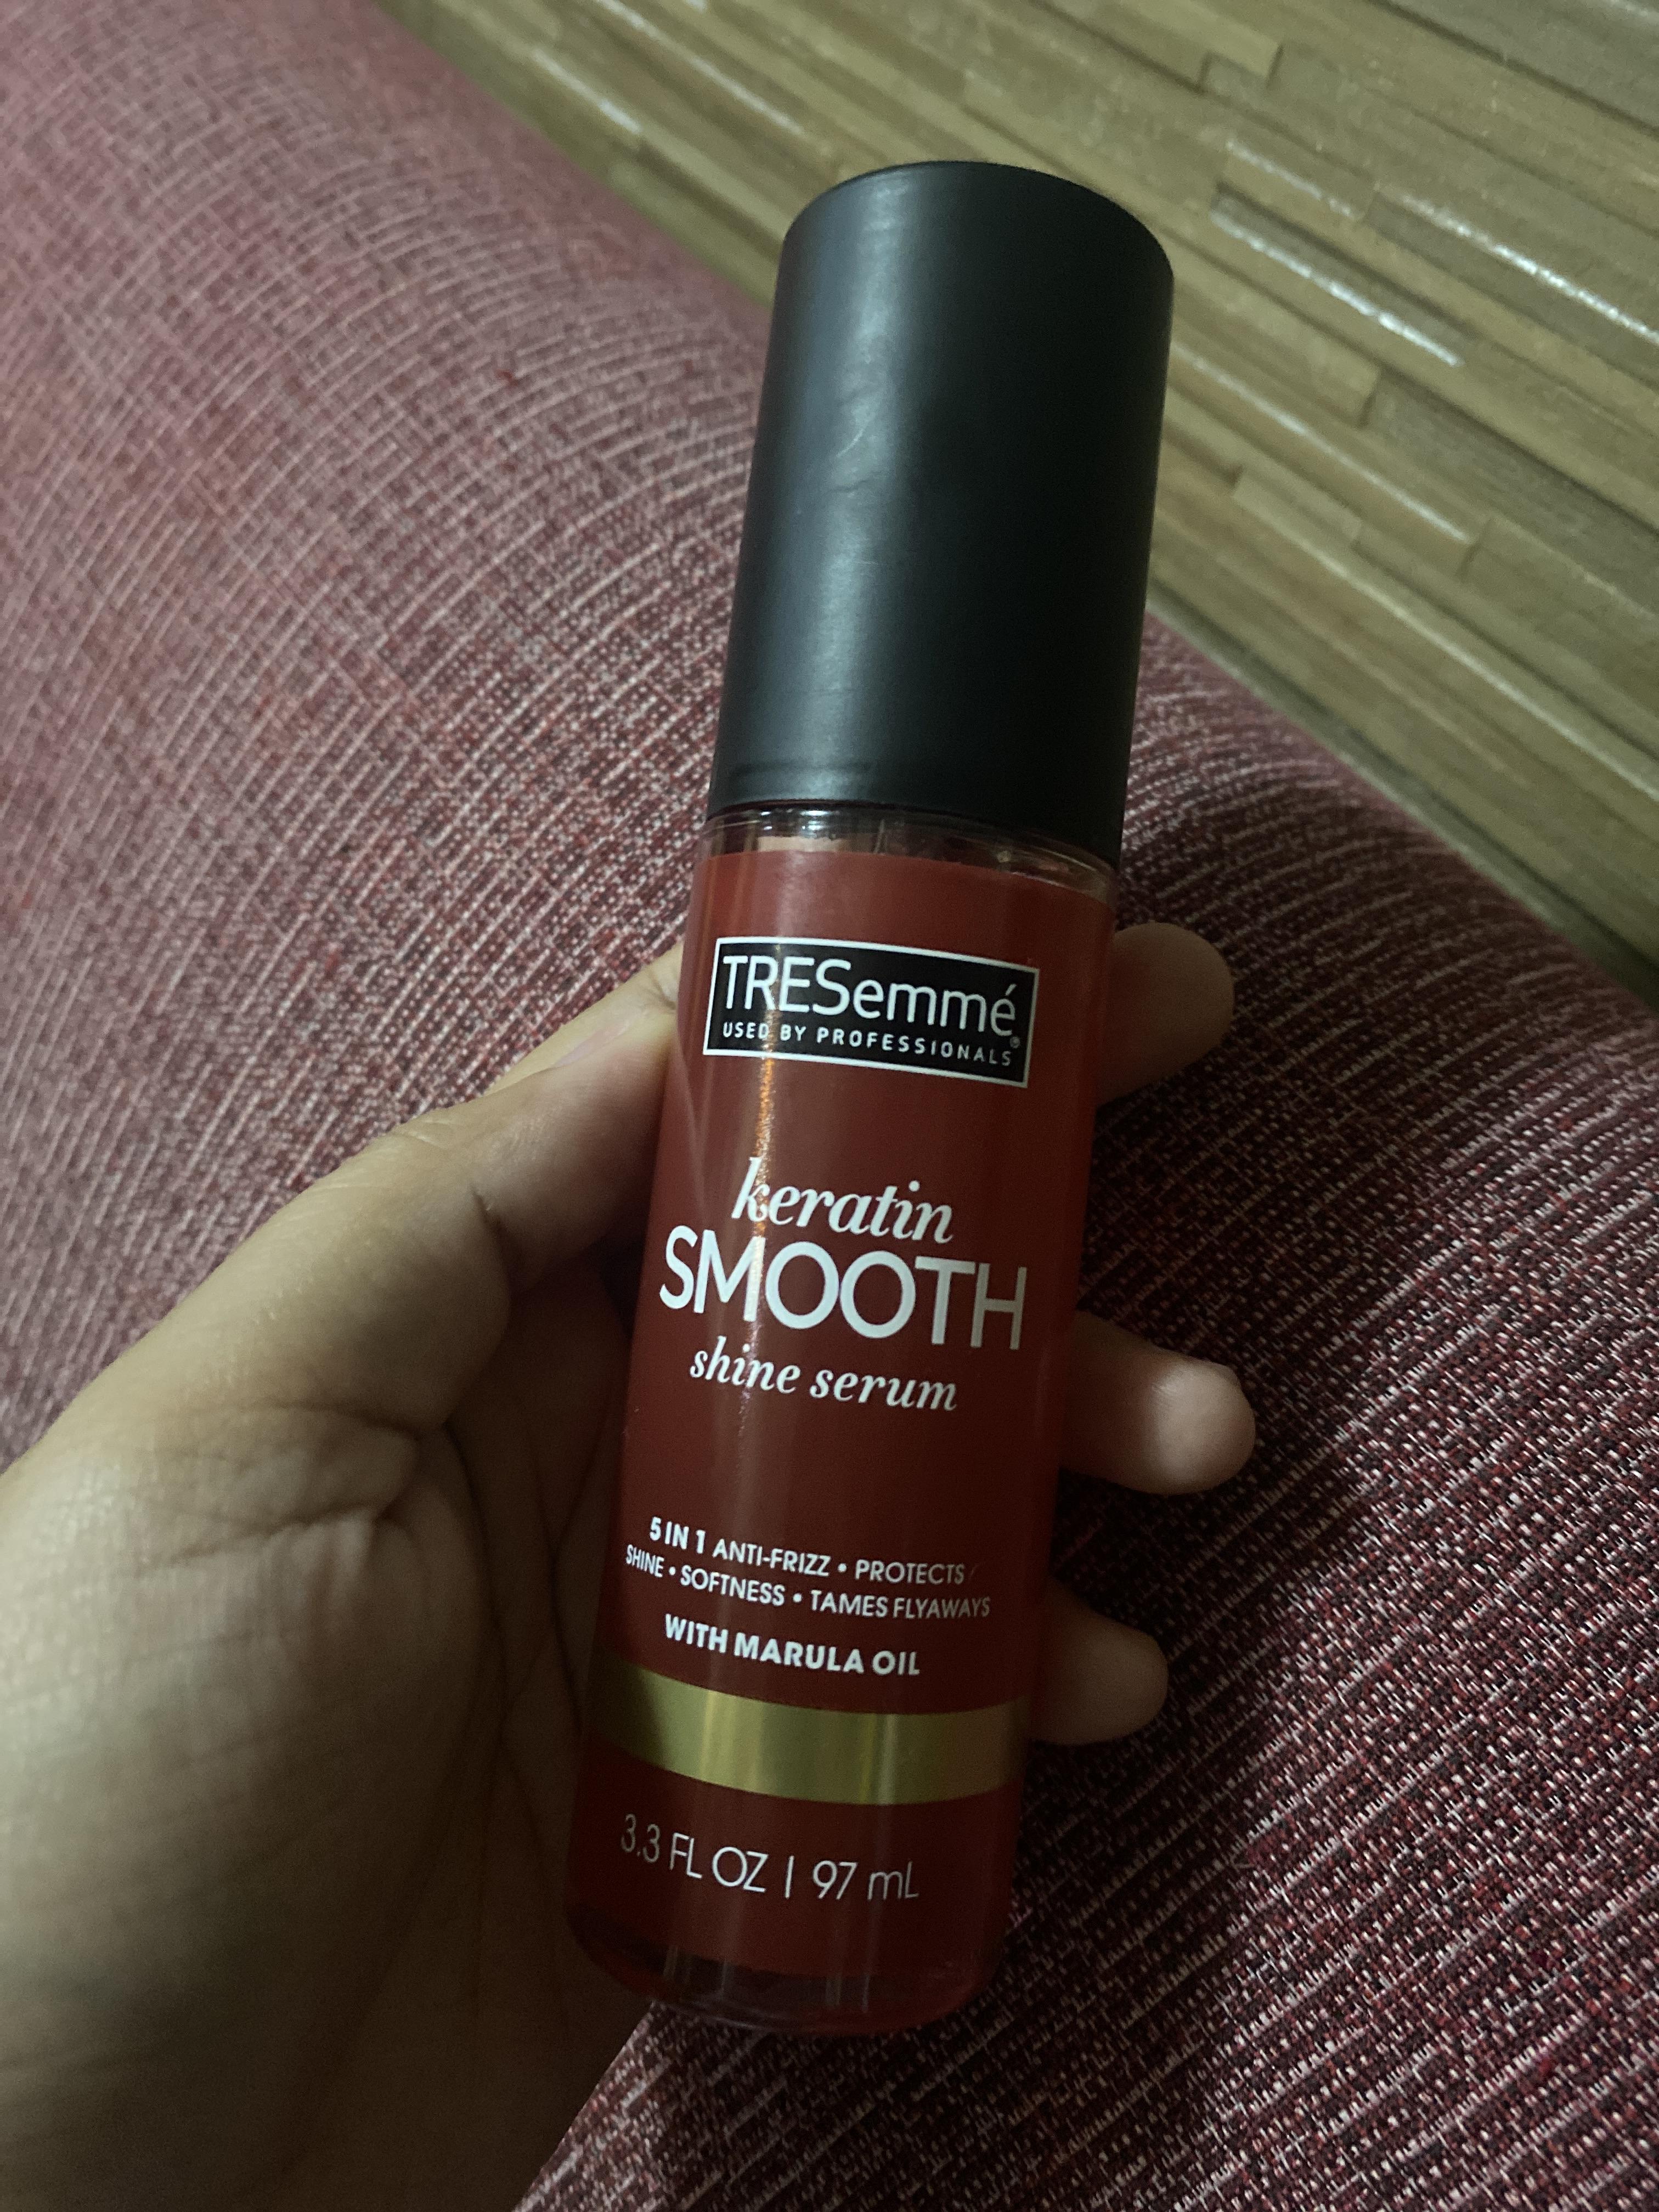 TRESemmé®
USED BY PROFESSIONALS
keratin
SMOOTH
shine serum
5 IN 1 ANTI-FRIZZ • PROTECTS
SHINE • SOFTNESS • TAMES FLYAWAYS
WITH MARULA OIL
3.3 FL OZ | 97 mL